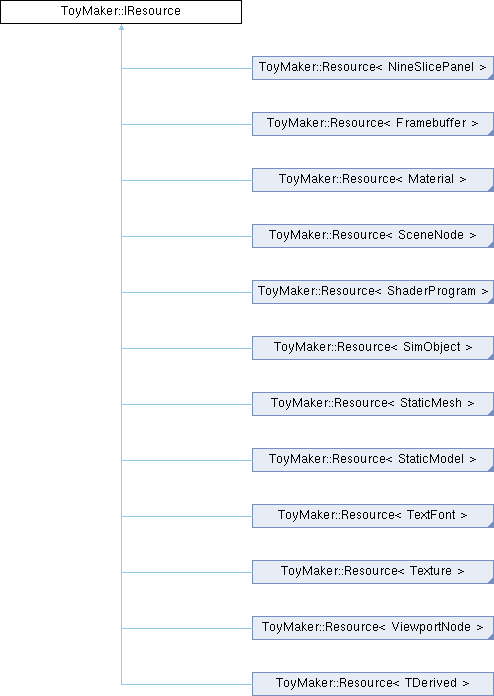 ToyMaker::IResource
ToyMaker::Resource< NineSlicePanel >
ToyMaker::Resource< Framebuffer >
ToyMaker::Resource< Material >
ToyMaker::Resource< SceneNode >
ToyMaker::Resource< ShaderProgram >
ToyMaker::Resource< SimObject >
ToyMaker::Resource< StaticMesh >
ToyMaker::Resource< StaticModel >
ToyMaker::Resource< TextFont >
ToyMaker::Resource< Texture >
ToyMaker::Resource< ViewportNode >
ToyMaker::Resource< TDerived >